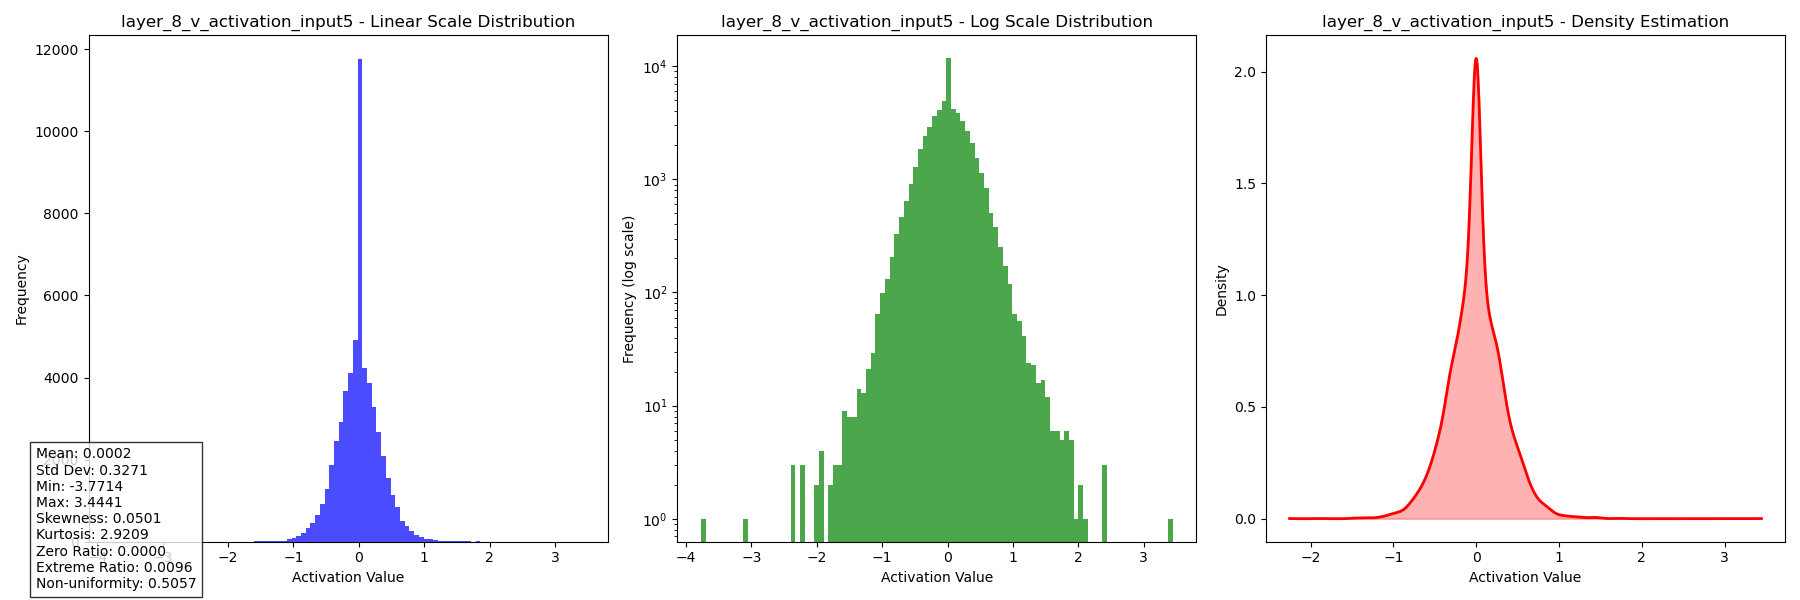 layer_8_v_activation_input5 - Linear Scale Distribution
12000
10000
8000
6000
4000
2000
0
Frequency
−4 −3 −2 −1 0 1 2 3
Activation Value
Mean: 0.0002
Std Dev: 0.3271
Min: -3.7714
Max: 3.4441
Skewness: 0.0501
Kurtosis: 2.9209
Zero Ratio: 0.0000
Extreme Ratio: 0.0096
Non-uniformity: 0.5057
layer_8_v_activation_input5 - Log Scale Distribution
10⁴
10³
10²
10¹
10⁰
Frequency (log scale)
−4 −3 −2 −1 0 1 2 3
Activation Value
layer_8_v_activation_input5 - Density Estimation
2.0
1.5
1.0
0.5
0.0
Density
−2 −1 0 1 2 3
Activation Value